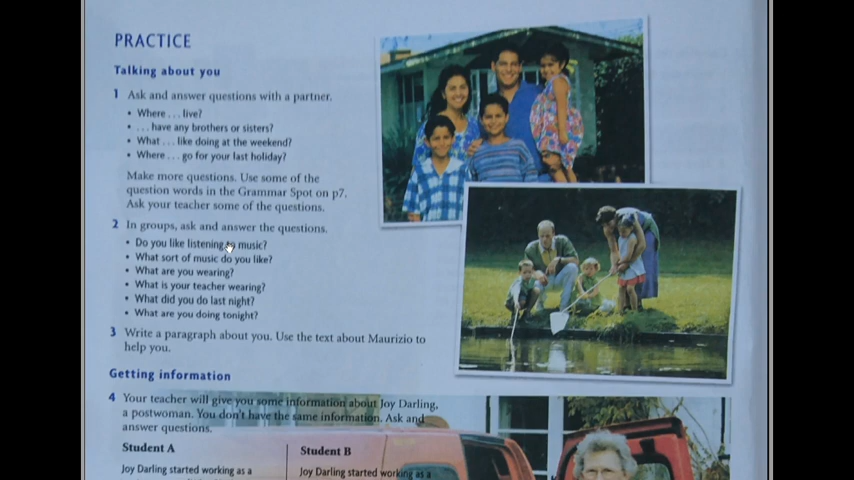 PRACTICE
Talking about you
1 Ask and answer questions with a partner.
• Where . . . live?
• . . . have any brothers or sisters?
• What . . . like doing at the weekend?
• Where . . . go for your last holiday?
Make more questions. Use some of the
question words in the Grammar Spot on p7.
Ask your teacher some of the questions.
2 In groups, ask and answer the questions.
• Do you like listening to music?
• What sort of music do you like?
• What are you wearing?
• What is your teacher wearing?
• What did you do last night?
• What are you doing tonight?
3 Write a paragraph about you. Use the text about Maurizio to
help you.
Getting information
4 Your teacher will give you some information about Joy Darling,
a postwoman. You don't have the same information. Ask and
answer questions.
Student A
Joy Darling started working as a
Student B
Joy Darling started working as a